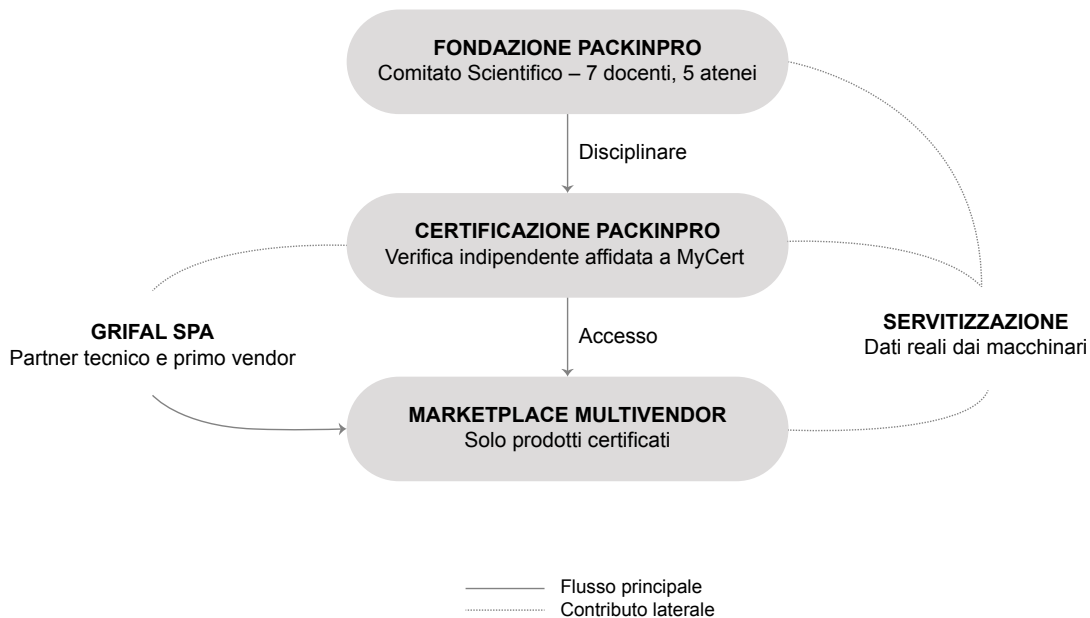 FONDAZIONE PACKINPRO
Comitato Scientifico – 7 docenti, 5 atenei
Disciplinare
CERTIFICAZIONE PACKINPRO
Verifica indipendente affidata a MyCert
GRIFAL SPA
Partner tecnico e primo vendor
Accesso
SERVITIZZAZIONE
Dati reali dai macchinari
MARKETPLACE MULTIVENDOR
Solo prodotti certificati
Flusso principale
Contributo laterale